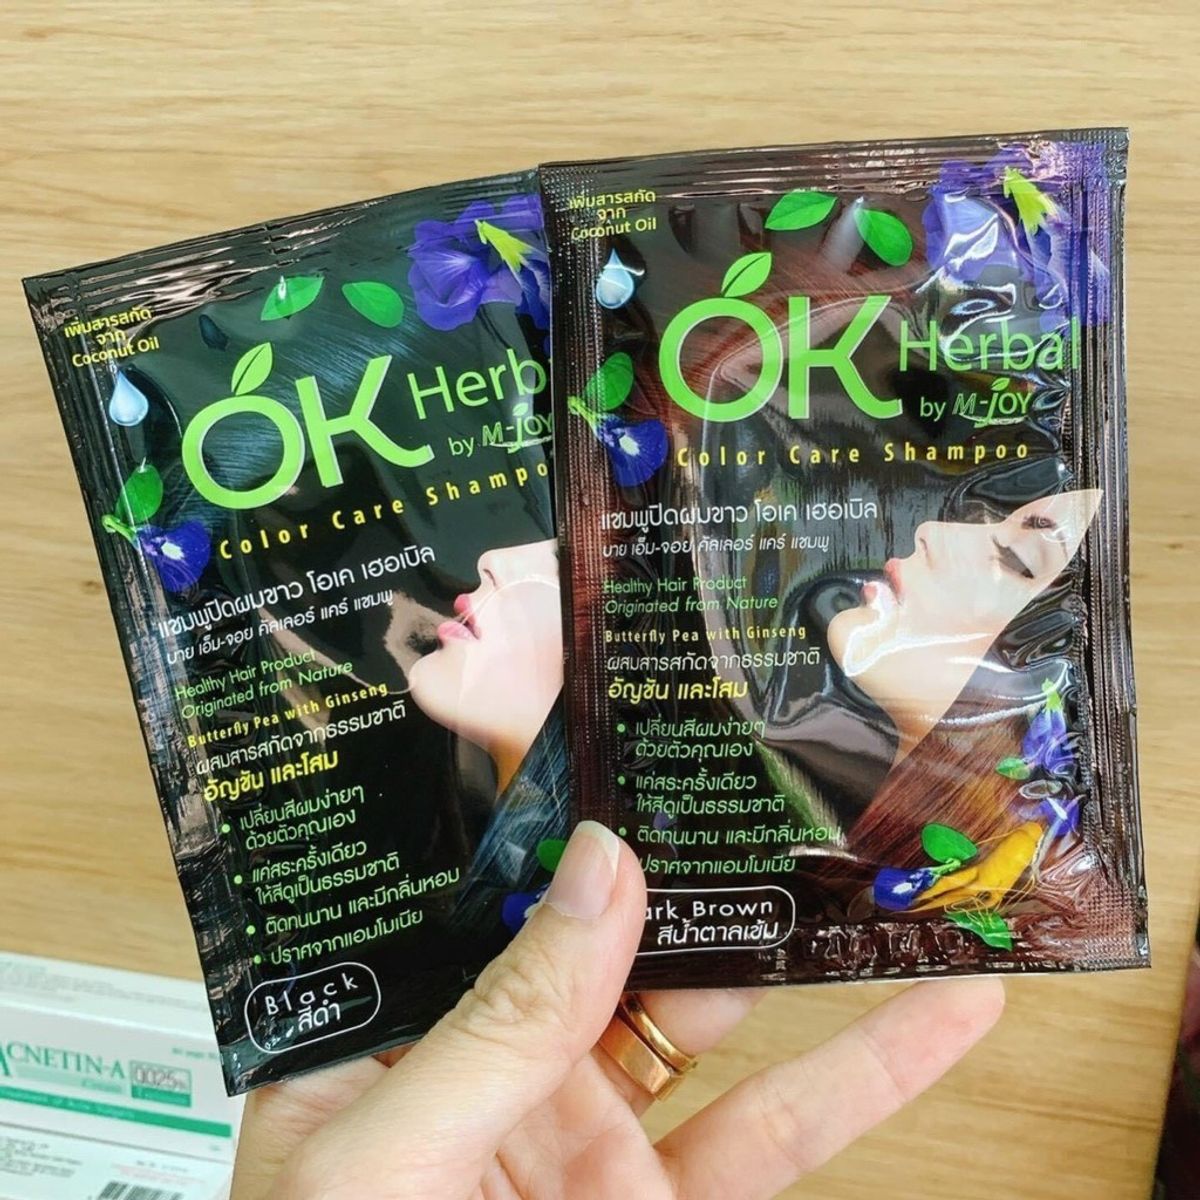 เพิ่มสารสกัด
จาก
Coconut Oil
OK Herb
by M-JOY
Color Care Shampo
แชมพูปิดผมขาว โอเค เฮอเบิล
บาย เอ็ม-จอย คัลเลอร์ แคร์ แชมพู
Healthy Hair Product
Originated from Nature
Butterfly Pea with Ginseng
ผสมสารสกัดจากธรรมชาติ
อัญชัน และโสม
• เปลี่ยนสีผมง่ายๆ
ด้วยตัวคุณเอง
• แค่สระครั้งเดียว
ให้สีดูเป็นธรรมชาติ
• ติดทนนาน และมีกลิ่นหอม
• ปราศจากแอมโมเนีย
Black
สีดำ
เพิ่มสารสกัด
จาก
Coconut Oil
OK Herbal
by M-JOY
Color Care Shampoo
แชมพูปิดผมขาว โอเค เฮอเบิล
บาย เอ็ม-จอย คัลเลอร์ แคร์ แชมพู
Healthy Hair Product
Originated from Nature
Butterfly Pea with Ginseng
ผสมสารสกัดจากธรรมชาติ
อัญชัน และโสม
• เปลี่ยนสีผมง่ายๆ
ด้วยตัวคุณเอง
• แค่สระครั้งเดียว
ให้สีดูเป็นธรรมชาติ
• ติดทนนาน และมีกลิ่นหอม
ปราศจากแอมโมเนีย
ark Brown
สีน้ำตาลเข้ม
ACNETIN-A
0.025%
Cream